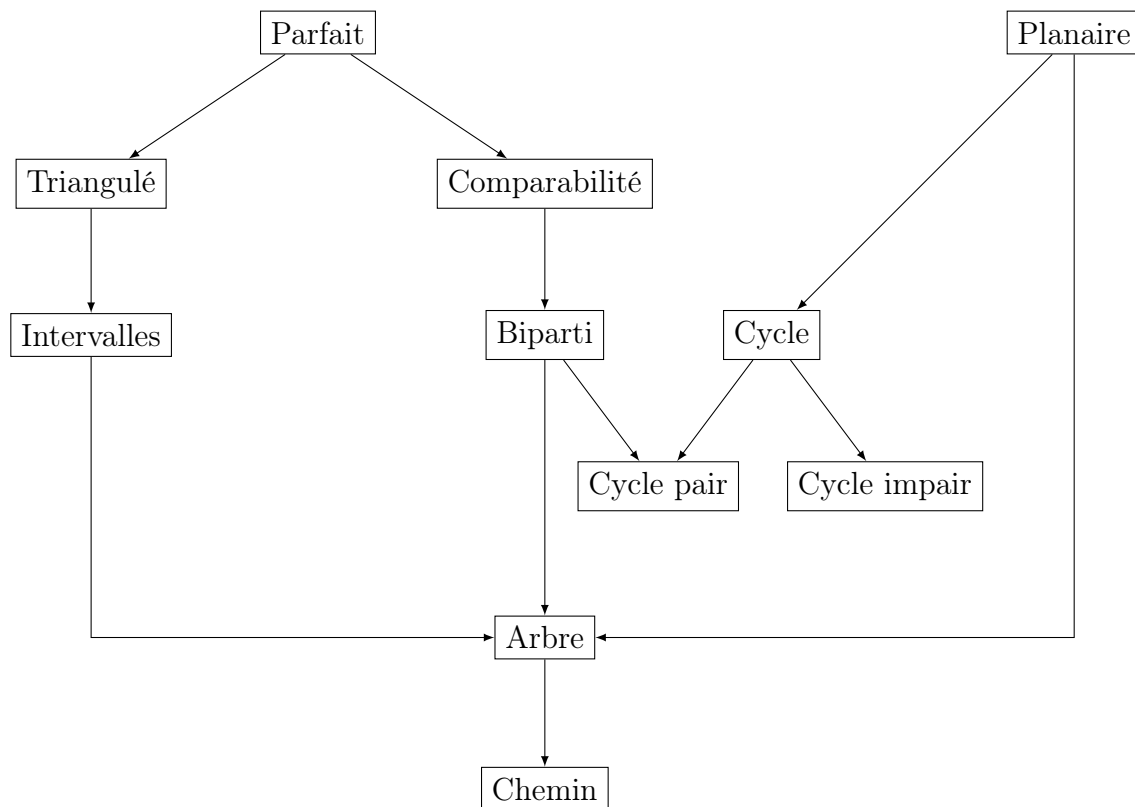 Parfait
Planaire
Triangulé
Comparabilité
Intervalles
Biparti
Cycle
Cycle pair
Cycle impair
Arbre
Chemin